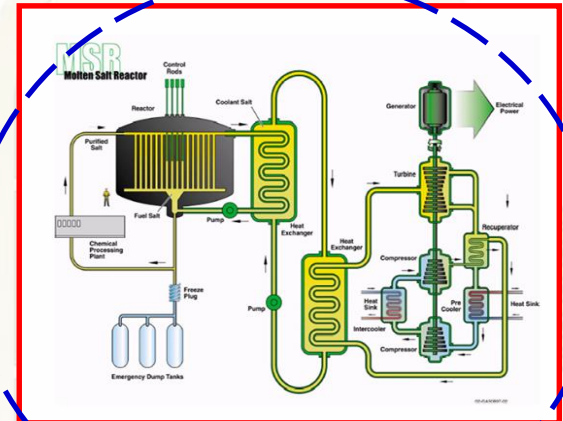 MSR
Molten Salt Reactor
Control
Rods
Reactor
Coolant Salt
Purified
Salt
Fuel Salt
Pump
Heat
Exchanger
Chemical
Processing
Plant
Freeze
Plug
Emergency Dump Tanks
Pump
Heat
Exchanger
Generator
Electrical
Power
Turbine
Recuperator
Compressor
Heat
Sink
Pre
Cooler
Heat Sink
Intercooler
Compressor